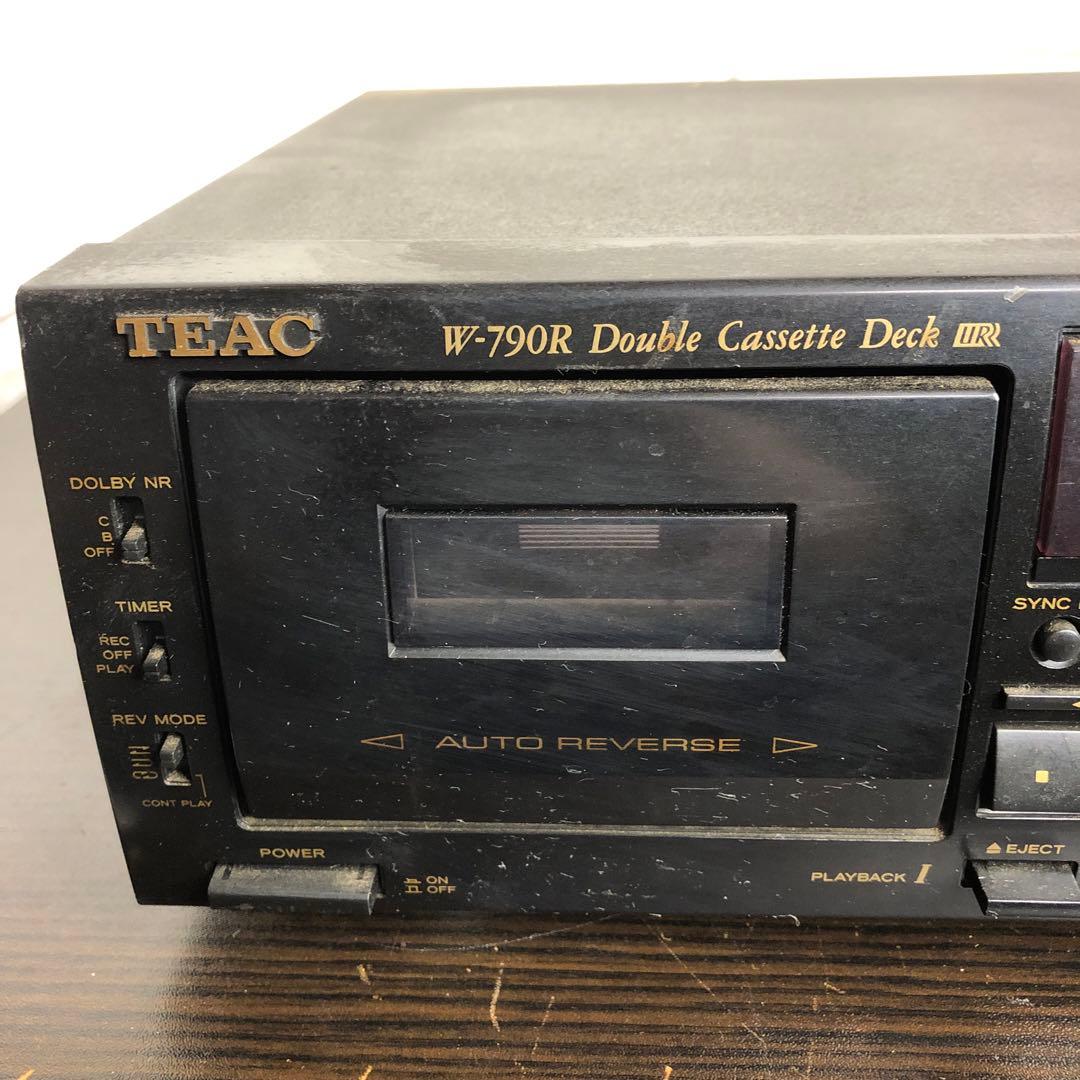 TEAC
W-790R Double Cassette Deck
DOLBY NR
C
B
OFF
TIMER
REC
OFF
PLAY
REV MODE
CONT PLAY
AUTO REVERSE
SYNC
POWER
ON
OFF
PLAYBACK I
EJECT